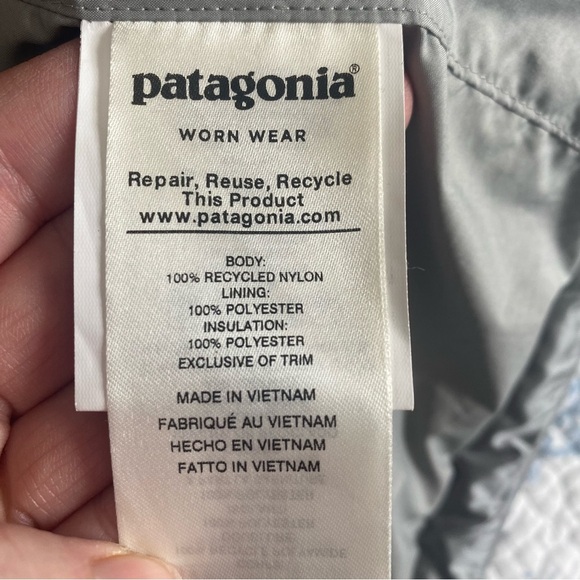 patagonia®
WORN WEAR
Repair, Reuse, Recycle
This Product
www.patagonia.com
BODY:
100% RECYCLED NYLON
LINING:
100% POLYESTER
INSULATION:
100% POLYESTER
EXCLUSIVE OF TRIM
MADE IN VIETNAM
FABRIQUÉ AU VIETNAM
HECHO EN VIETNAM
FATTO IN VIETNAM